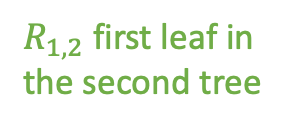 R₁,₂ first leaf in
the second tree